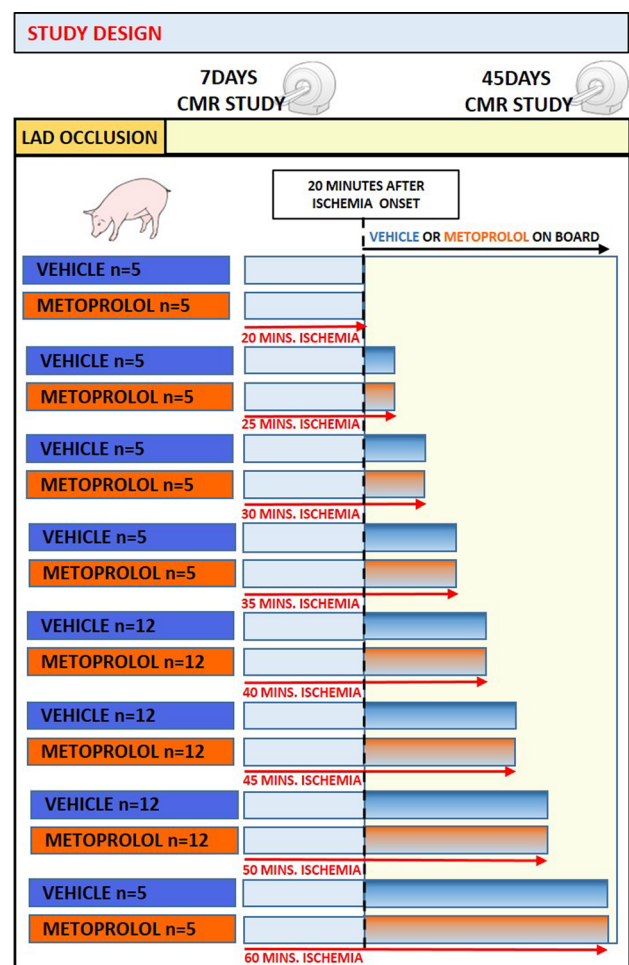 STUDY DESIGN
7DAYS
CMR STUDY
45DAYS
CMR STUDY
LAD OCCLUSION
20 MINUTES AFTER
ISCHEMIA ONSET
VEHICLE OR METOPROLOL ON BOARD
VEHICLE n=5
METOPROLOL n=5
20 MINS. ISCHEMIA
VEHICLE n=5
METOPROLOL n=5
25 MINS. ISCHEMIA
VEHICLE n=5
METOPROLOL n=5
30 MINS. ISCHEMIA
VEHICLE n=5
METOPROLOL n=5
35 MINS. ISCHEMIA
VEHICLE n=12
METOPROLOL n=12
40 MINS. ISCHEMIA
VEHICLE n=12
METOPROLOL n=12
45 MINS. ISCHEMIA
VEHICLE n=12
METOPROLOL n=12
50 MINS. ISCHEMIA
VEHICLE n=5
METOPROLOL n=5
60 MINS. ISCHEMIA